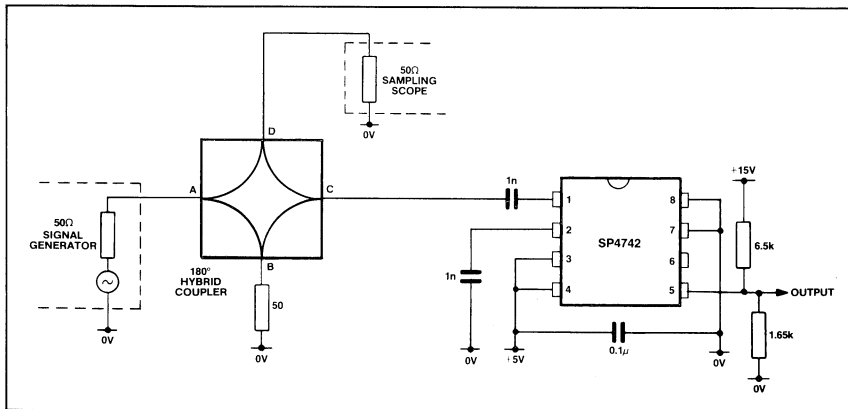 50Ω
SAMPLING
SCOPE
0V
D
A
C
B
50Ω
SIGNAL
GENERATOR
0V
180°
HYBRID
COUPLER
50
0V
1n
1n
0V
1
2
3
4
SP4742
8
7
6
5
+5V
0.1μ
0V
+15V
6.5k
OUTPUT
1.65k
0V